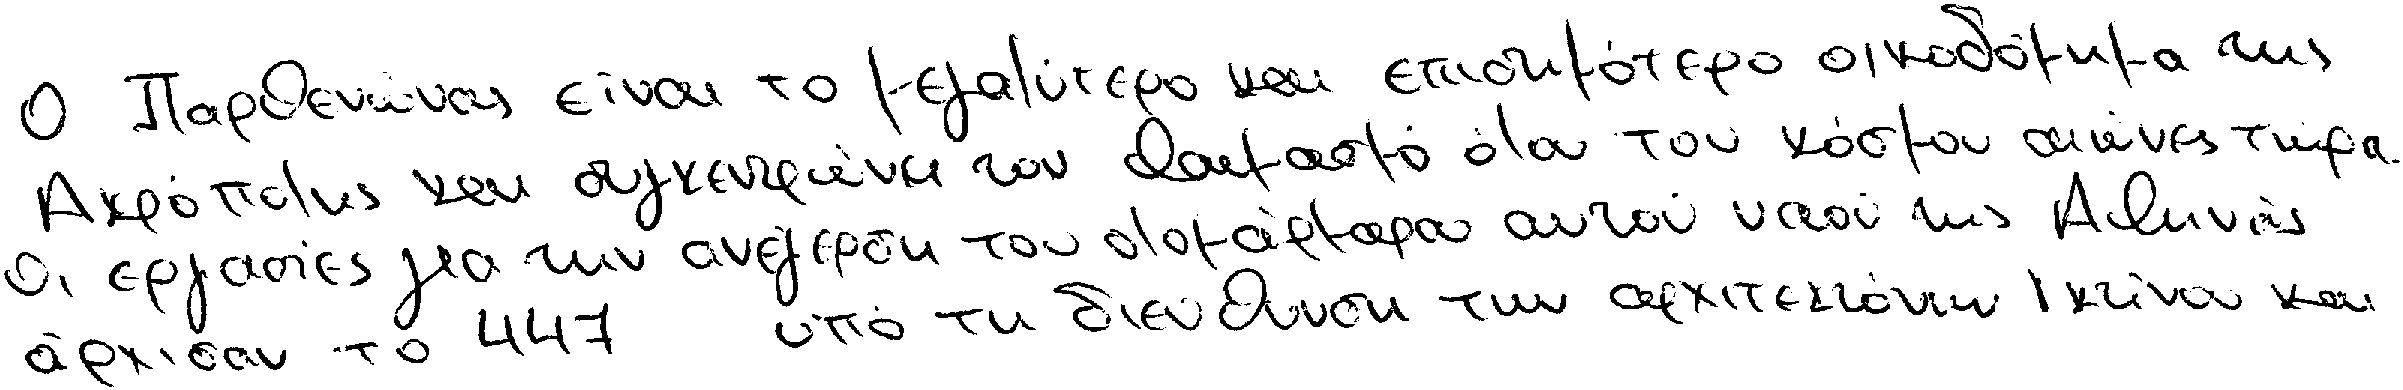 Ο Παρθενώνας είναι το μεγαλύτερο και επισημότερο οικοδόμημα της
Ακρόπολης και συγκεντρώνει τον θαυμασμό όλου του κόσμου αιώνες τώρα.
Οι εργασίες για την ανέγερση του ολομάρμαρου αυτού ναού της Αθηνάς
άρχισαν το 447 υπό τη διεύθυνση των αρχιτεκτόνων Ικτίνου και